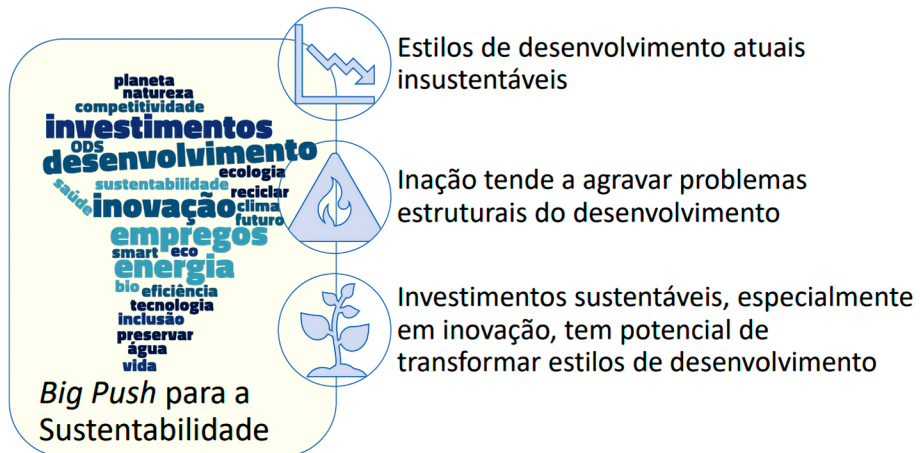 planeta
natureza
competitividade
investimentos
ODS
desenvolvimento
ecologia
saúde
sustentabilidade
reciclar
inovação
clima
futuro
empregos
smart
eco
energia
bio
eficiência
tecnologia
inclusão
preservar
água
vida
Big Push para a
Sustentabilidade
Estilos de desenvolvimento atuais
insustentáveis
Inação tende a agravar problemas
estruturais do desenvolvimento
Investimentos sustentáveis, especialmente
em inovação, tem potencial de
transformar estilos de desenvolvimento